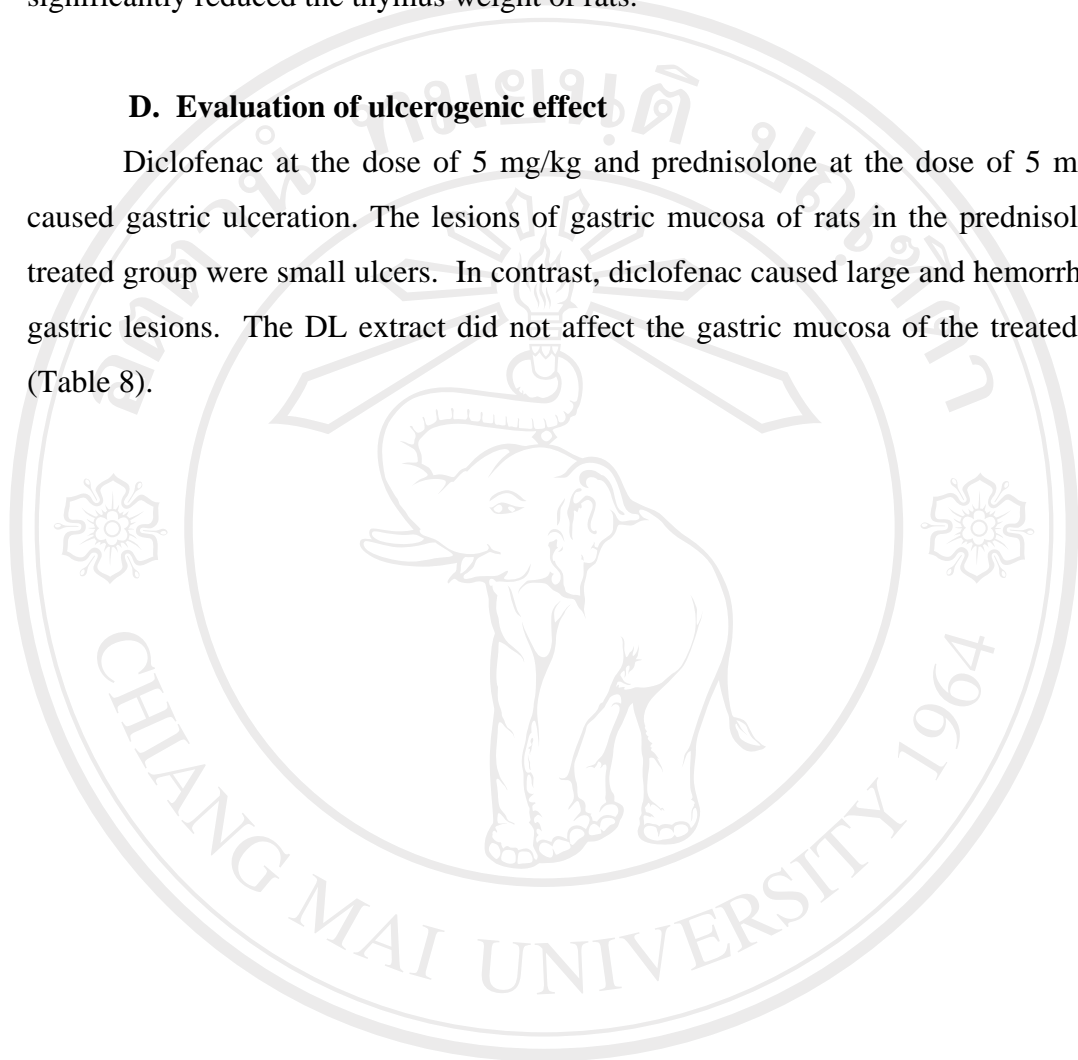 significantly reduced the thymus weight of rats.
D. Evaluation of ulcerogenic effect
Diclofenac at the dose of 5 mg/kg and prednisolone at the dose of 5 m
caused gastric ulceration. The lesions of gastric mucosa of rats in the prednisol
treated group were small ulcers. In contrast, diclofenac caused large and hemorrh
gastric lesions. The DL extract did not affect the gastric mucosa of the treated
(Table 8).
CHIANG MAI UNIVERSITY 1964